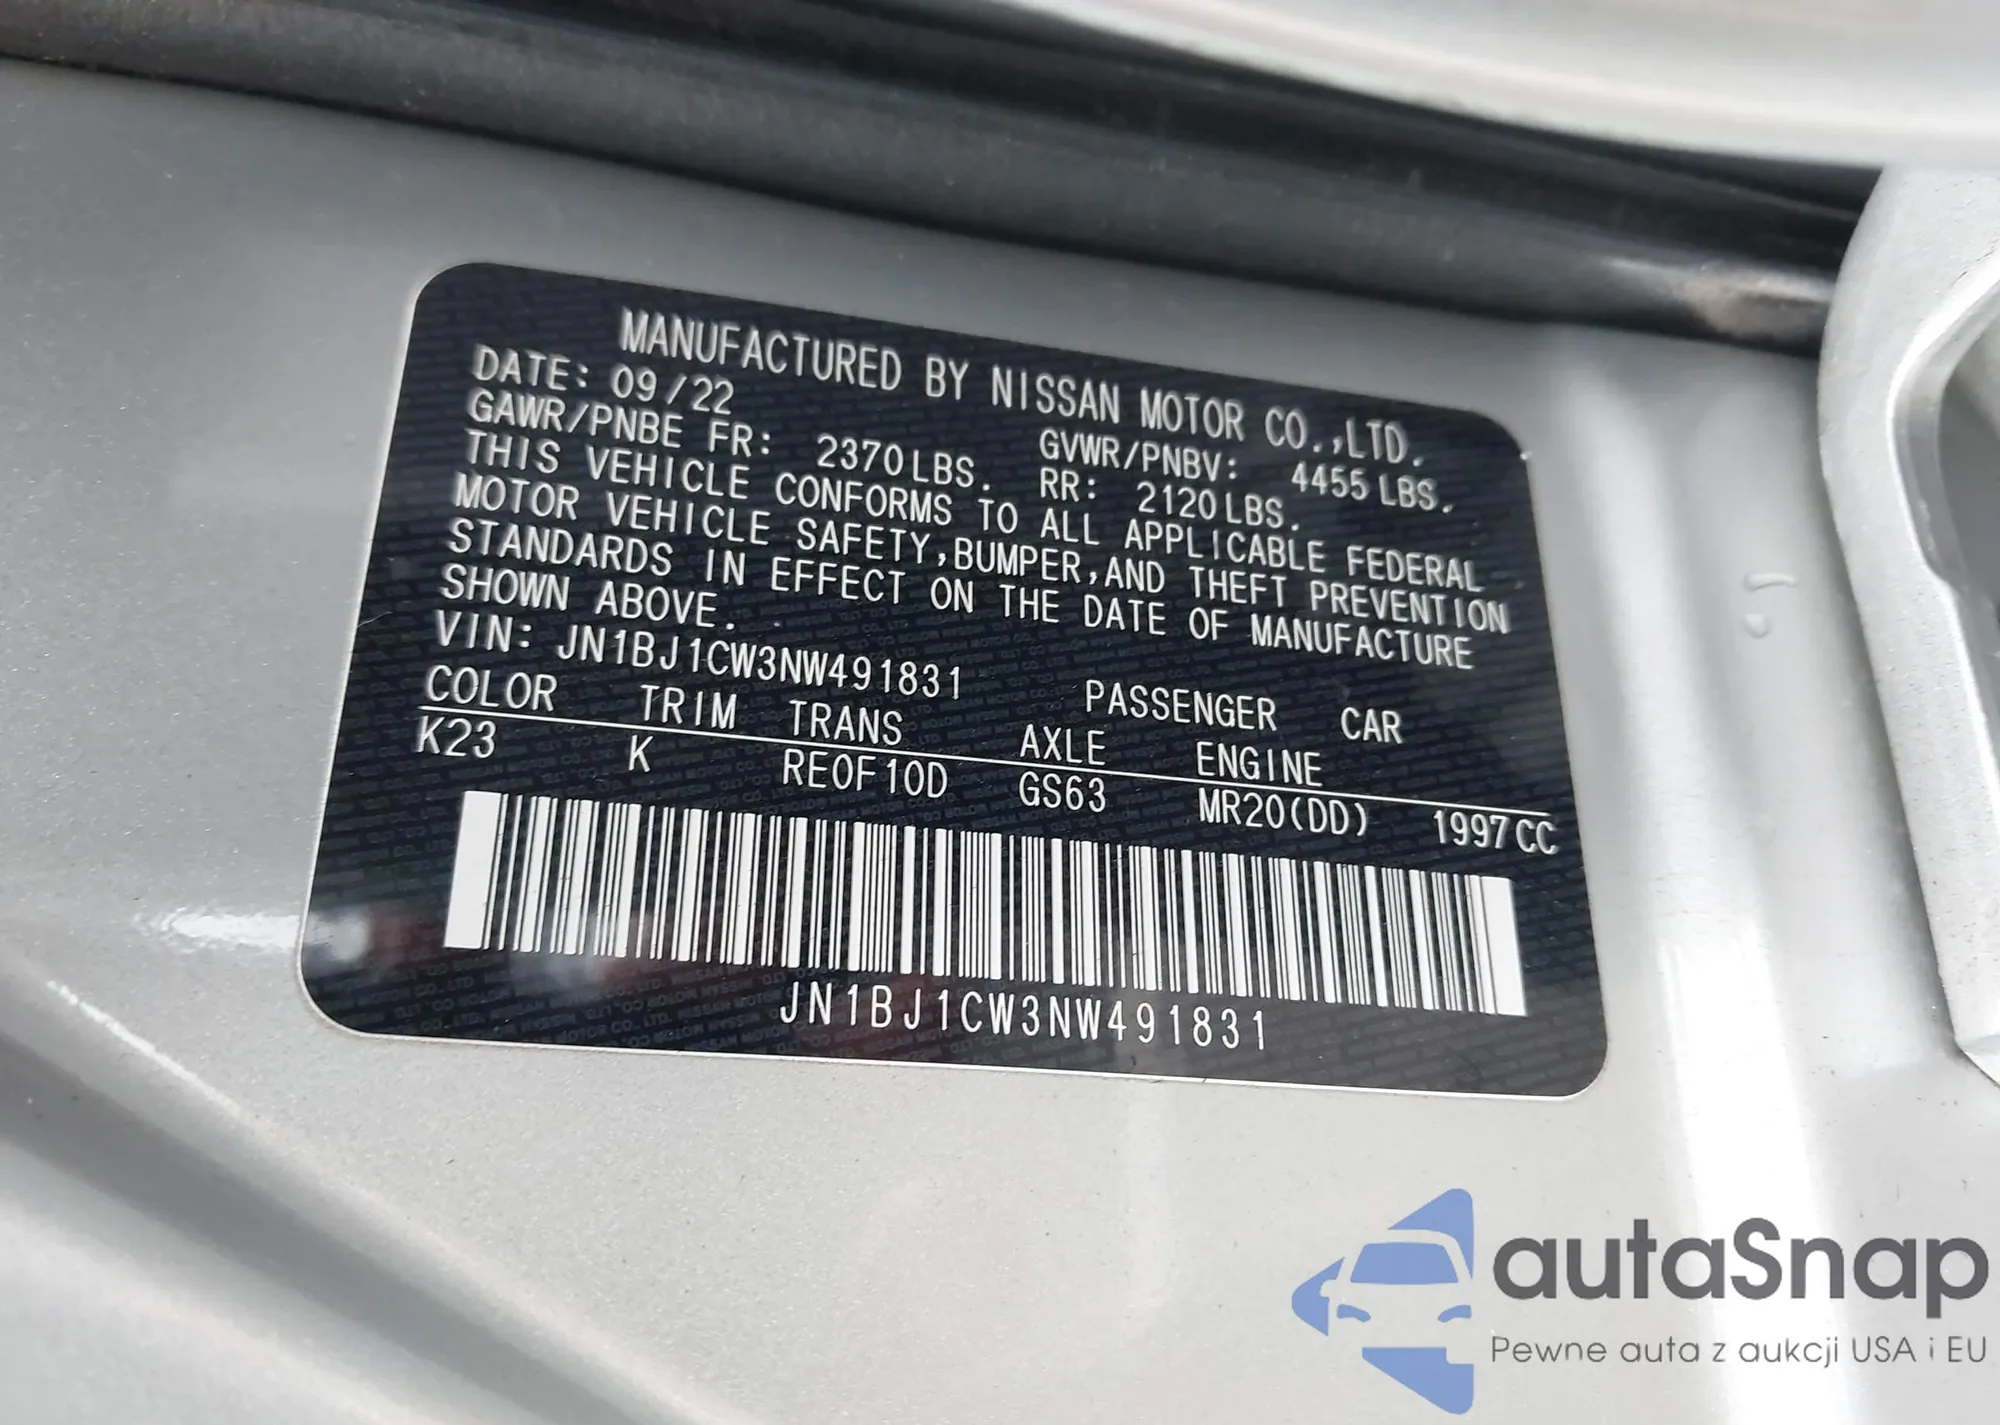 MANUFACTURED BY NISSAN MOTOR CO.,LTD.
DATE: 09/22 GVWR/PNBV: 4455 LBS.
GAWR/PNBE FR: 2370 LBS. RR: 2120 LBS.
THIS VEHICLE CONFORMS TO ALL APPLICABLE FEDERAL
MOTOR VEHICLE SAFETY,BUMPER,AND THEFT PREVENTION
STANDARDS IN EFFECT ON THE DATE OF MANUFACTURE
SHOWN ABOVE.
VIN: JN1BJ1CW3NW491831 PASSENGER CAR
COLOR TRIM TRANS AXLE ENGINE
K23 K RE0F10D GS63 MR20(DD) 1997 CC
JN1BJ1CW3NW491831
autaSnap
Pewne auta z aukcji USA i EU